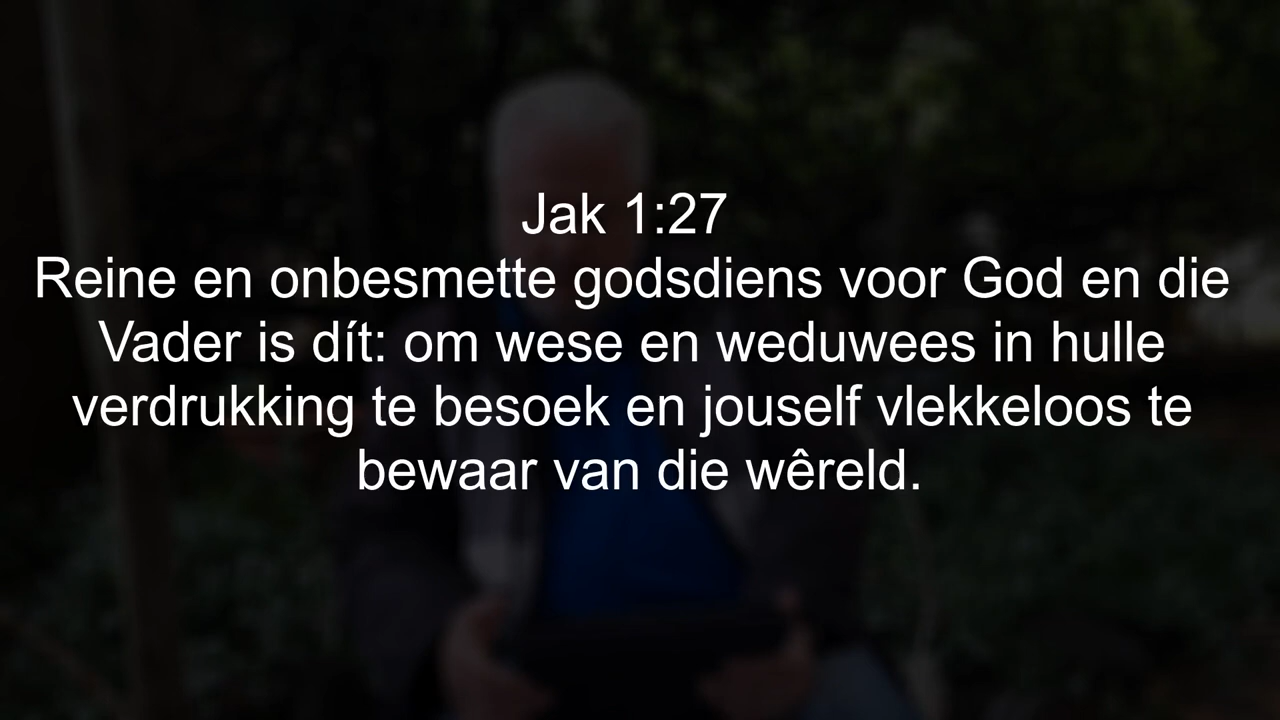 Jak 1:27
Reine en onbesmette godsdiens voor God en die
Vader is dít: om wese en weduwees in hulle
verdrukking te besoek en jouself vlekkeloos te
bewaar van die wêreld.